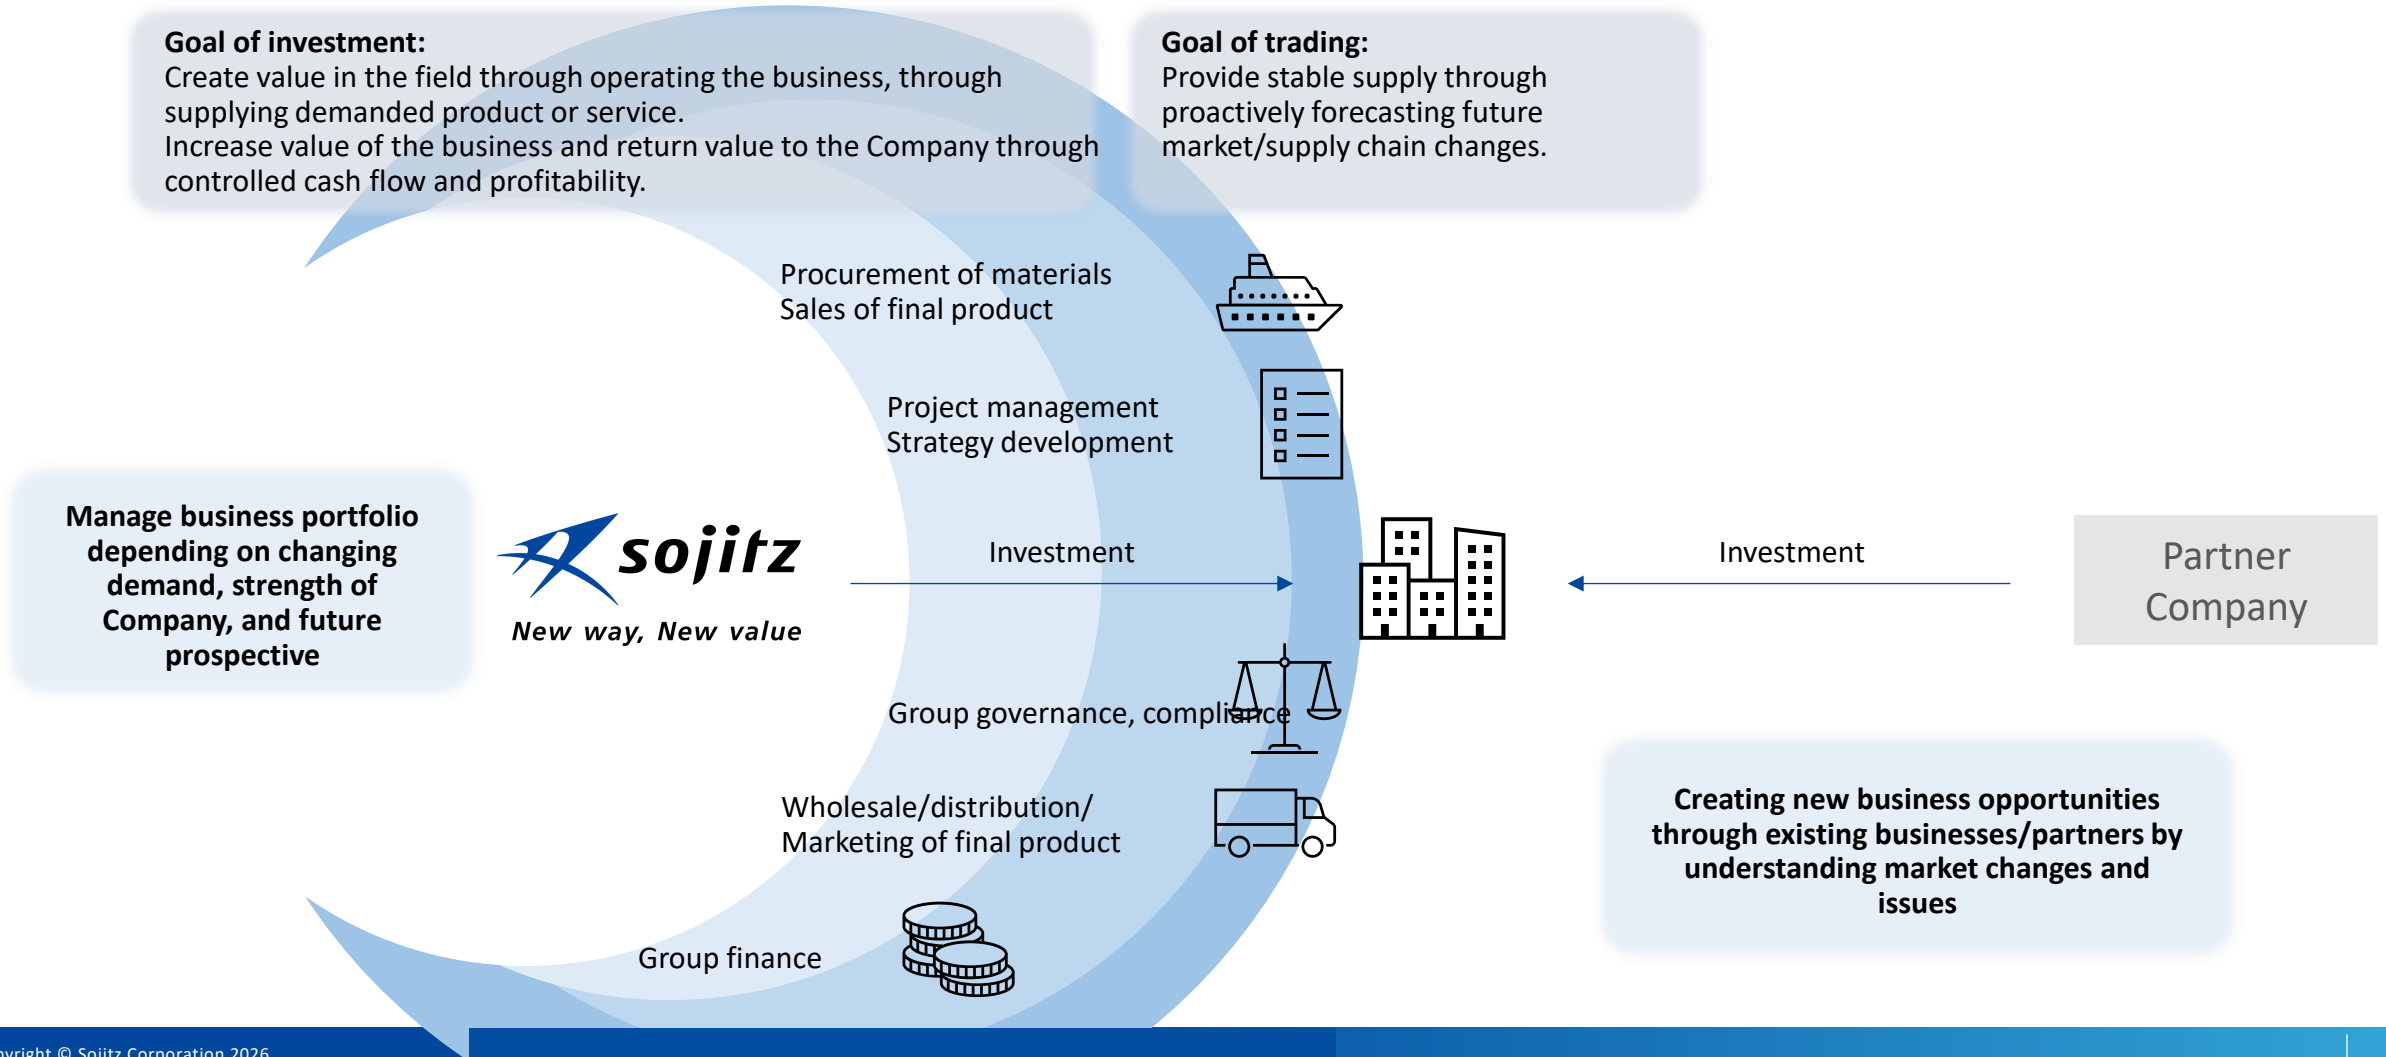 Goal of investment:
Create value in the field through operating the business, through
supplying demanded product or service.
Increase value of the business and return value to the Company through
controlled cash flow and profitability.
Goal of trading:
Provide stable supply through
proactively forecasting future
market/supply chain changes.
Procurement of materials
Sales of final product
Project management
Strategy development
Manage business portfolio
depending on changing
demand, strength of
Company, and future
prospective
sojitz
New way, New value
Investment
Investment
Partner
Company
Group governance, compliance
Wholesale/distribution/
Marketing of final product
Creating new business opportunities
through existing businesses/partners by
understanding market changes and
issues
Group finance
pyright © Sojitz Corporation 2026